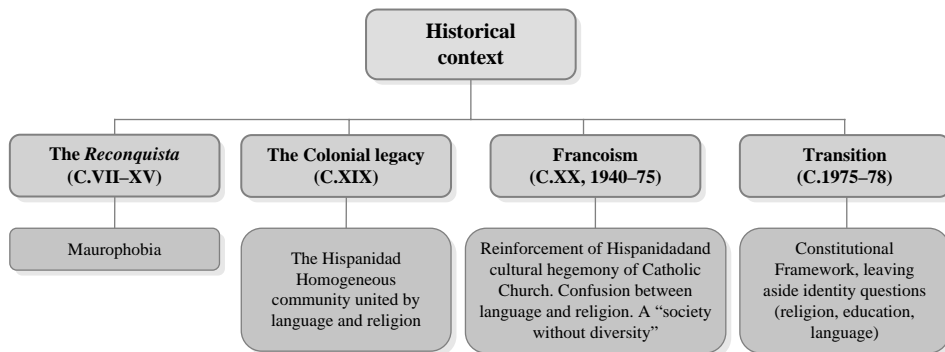 Historical
context
The Reconquista
(C.VII–XV)
The Colonial legacy
(C.XIX)
Francoism
(C.XX, 1940–75)
Transition
(C.1975–78)
Maurophobia
The Hispanidad
Homogeneous
community united by
language and religion
Reinforcement of Hispanidadand
cultural hegemony of Catholic
Church. Confusion between
language and religion. A “society
without diversity”
Constitutional
Framework, leaving
aside identity questions
(religion, education,
language)